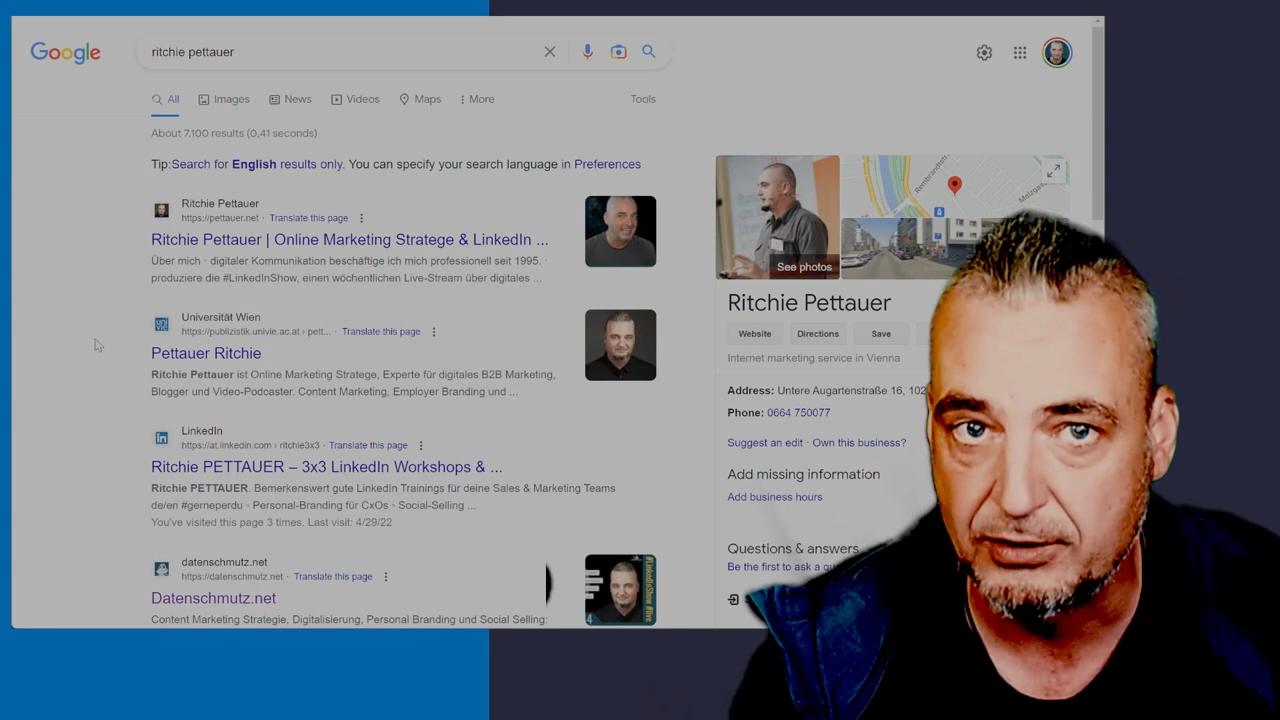 Google
ritchie pettauer
All
Images
News
Videos
Maps
More
Tools
About 7.100 results (0,41 seconds)
Tip:Search for English results only. You can specify your search language in Preferences
Ritchie Pettauer
https://pettauer.net · Translate this page
Ritchie Pettauer | Online Marketing Stratege & LinkedIn ...
Über mich · digitaler Kommunikation beschäftige ich mich professionell seit 1995. ·
produziere die #LinkedInShow, einen wöchentlichen Live-Stream über digitales ...
Universität Wien
https://publizistik.univie.ac.at › pett... · Translate this page
Pettauer Ritchie
Ritchie Pettauer ist Online Marketing Stratege, Experte für digitales B2B Marketing,
Blogger und Video-Podcaster. Content Marketing, Employer Branding und ...
LinkedIn
https://at.linkedin.com › ritchie3x3 · Translate this page
Ritchie PETTAUER – 3x3 LinkedIn Workshops & ...
Ritchie PETTAUER. Bemerkenswert gute LinkedIn Trainings für deine Sales & Marketing Teams
de/en #gerneperdu ◦ Personal-Branding für CxOs ◦ Social-Selling ...
You've visited this page 3 times. Last visit: 4/29/22
datenschmutz.net
https://datenschmutz.net · Translate this page
Datenschmutz.net
Content Marketing Strategie, Digitalisierung, Personal Branding und Social Selling:
#LinkedInShow #live
4
Rembrandtstr
Malzga
See photos
Ritchie Pettauer
Website
Directions
Save
Internet marketing service in Vienna
Address: Untere Augartenstraße 16, 102
Phone: 0664 750077
Suggest an edit · Own this business?
Add missing information
Add business hours
Questions & answers
Be the first to ask a qu